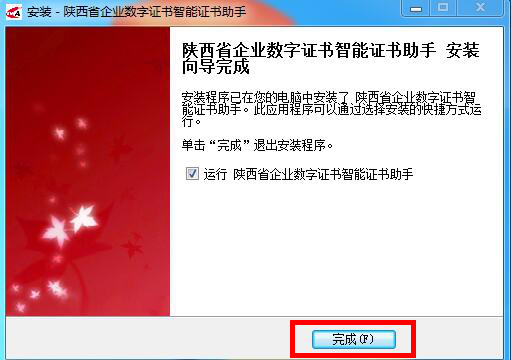 安装 - 陕西省企业数字证书智能证书助手
陕西省企业数字证书智能证书助手 安装
向导完成
安装程序已在您的电脑中安装了 陕西省企业数字证书智
能证书助手。此应用程序可以通过选择安装的快捷方式运
行。
单击“完成”退出安装程序。
运行 陕西省企业数字证书智能证书助手
完成(F)